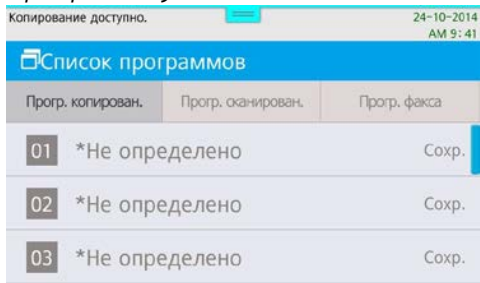 Копирование доступно.
24-10-2014
AM 9:41
Список программов
Прогр. копирован. Прогр. сканирован. Прогр. факса
01 *Не определено Сохр.
02 *Не определено Сохр.
03 *Не определено Сохр.